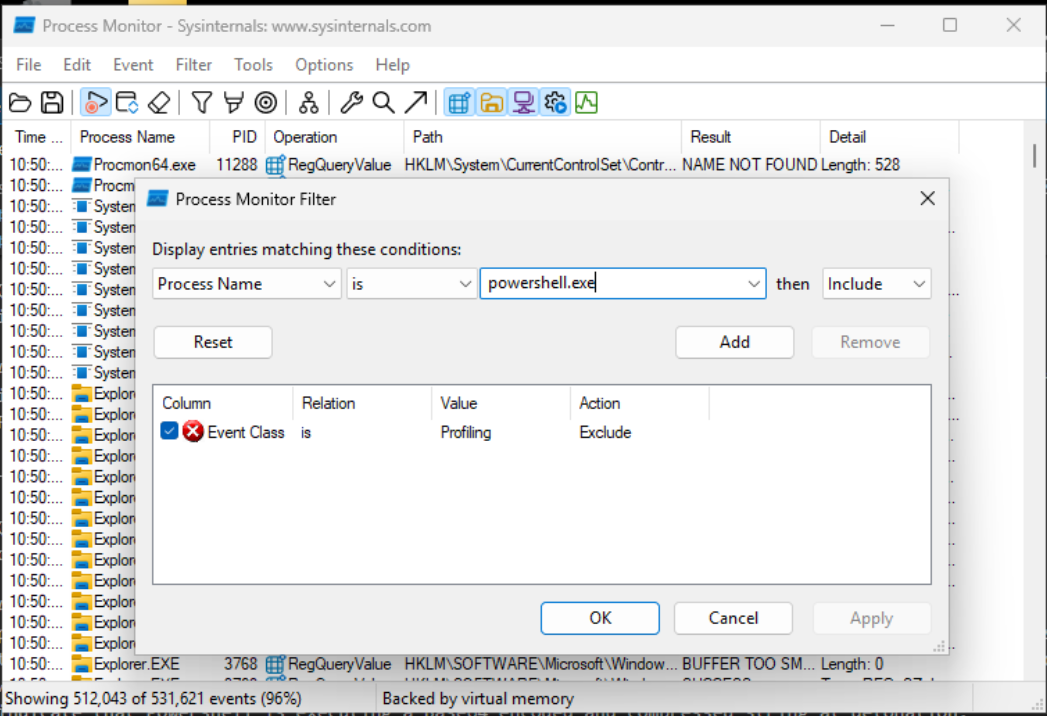 Process Monitor - Sysinternals: www.sysinternals.com
File Edit Event Filter Tools Options Help
Time ... Process Name PID Operation Path Result Detail
10:50:... Procmon64.exe 11288 RegQueryValue HKLM\System\CurrentControlSet\Contr... NAME NOT FOUND Length: 528
10:50:... Procm
Process Monitor Filter
10:50:... System
10:50:... System
Display entries matching these conditions:
10:50:... System
10:50:... System
Process Name is powershell.exe then Include
10:50:... System
10:50:... System
10:50:... System
Reset Add Remove
10:50:... System
10:50:... System
10:50:... Explor
Column Relation Value Action
10:50:... Explor
Event Class is Profiling Exclude
10:50:... Explor
10:50:... Explor
10:50:... Explor
10:50:... Explor
10:50:... Explor
10:50:... Explor
10:50:... Explor
10:50:... Explor
10:50:... Explor
10:50:... Explor
OK Cancel Apply
10:50:... Explor
10:50:... Explor
10:50:... Explorer.EXE 3768 RegQueryValue HKLM\SOFTWARE\Microsoft\Window... BUFFER TOO SM... Length: 0
Showing 512,043 of 531,621 events (96%) Backed by virtual memory